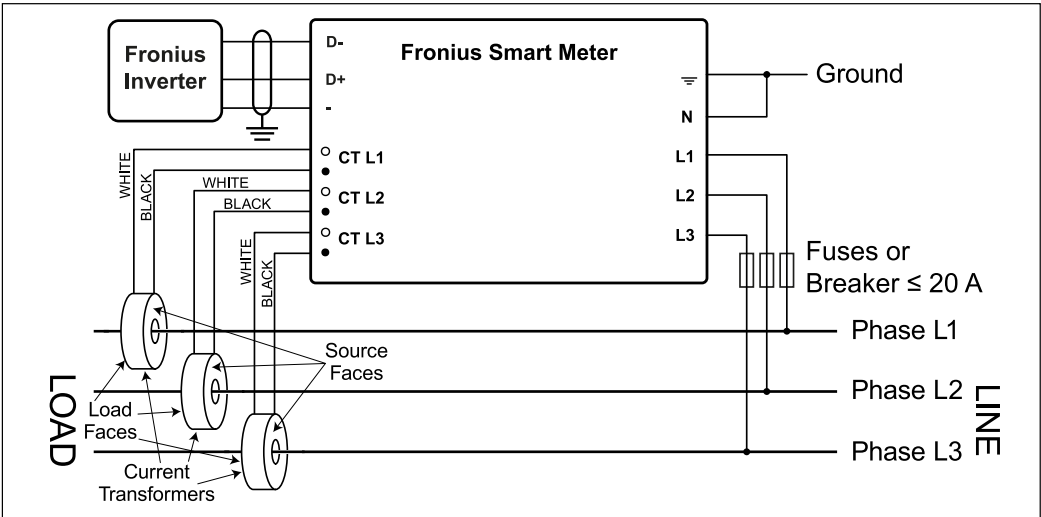 Fronius
Inverter
D-
D+
-
Fronius Smart Meter
Ground
N
CT L1
CT L2
CT L3
L1
L2
L3
WHITE
BLACK
WHITE
BLACK
WHITE
BLACK
Fuses or
Breaker ≤ 20 A
Phase L1
Phase L2
Phase L3
Source
Faces
LOAD
Load
Faces
Current
Transformers
LINE